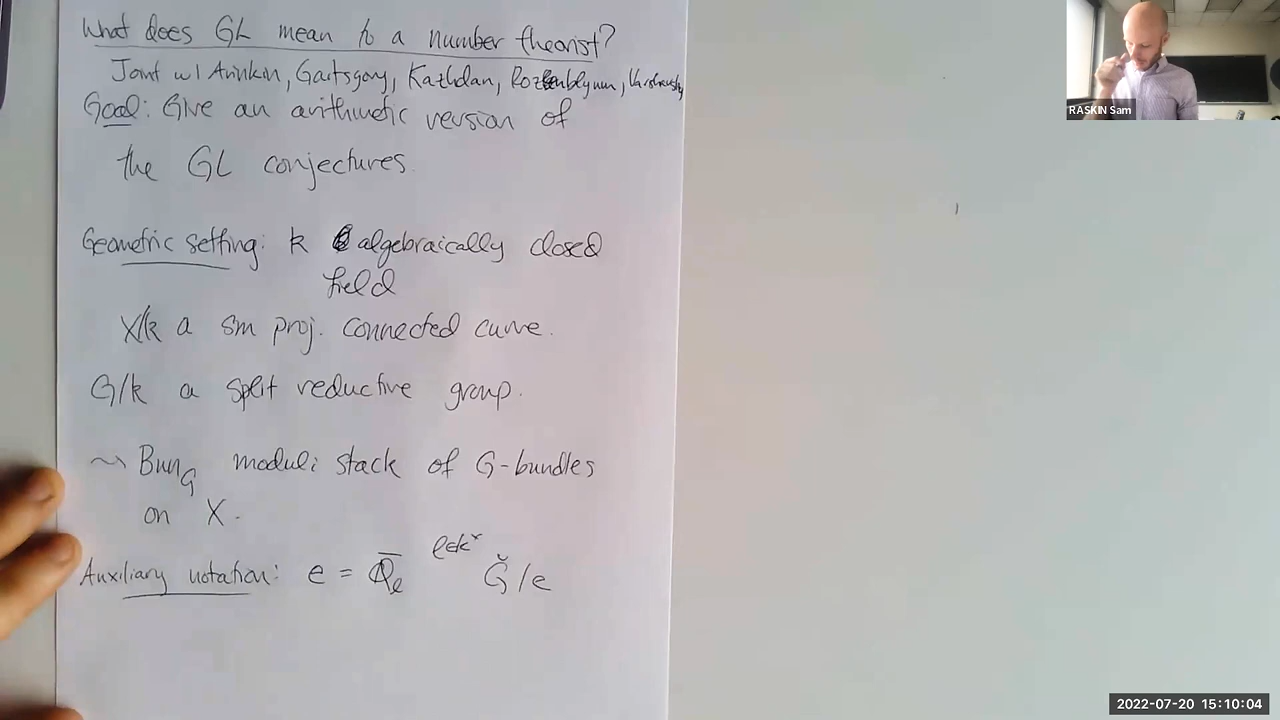 What does GL mean to a number theorist?
Joint w/ Arinkin, Gaitsgory, Kazhdan, Rozenblyum, Varshavsky
Goal: Give an arithmetic version of
the GL conjectures.
Geometric setting: k algebraically closed
field
X/k a sm proj. connected curve.
G/k a split reductive group.
⇝ Bun_G moduli stack of G-bundles
on X.
Auxiliary notation: e = Q̄_ℓ ℓ∈k^× Ǧ/e
RASKIN Sam
2022-07-20 15:10:04